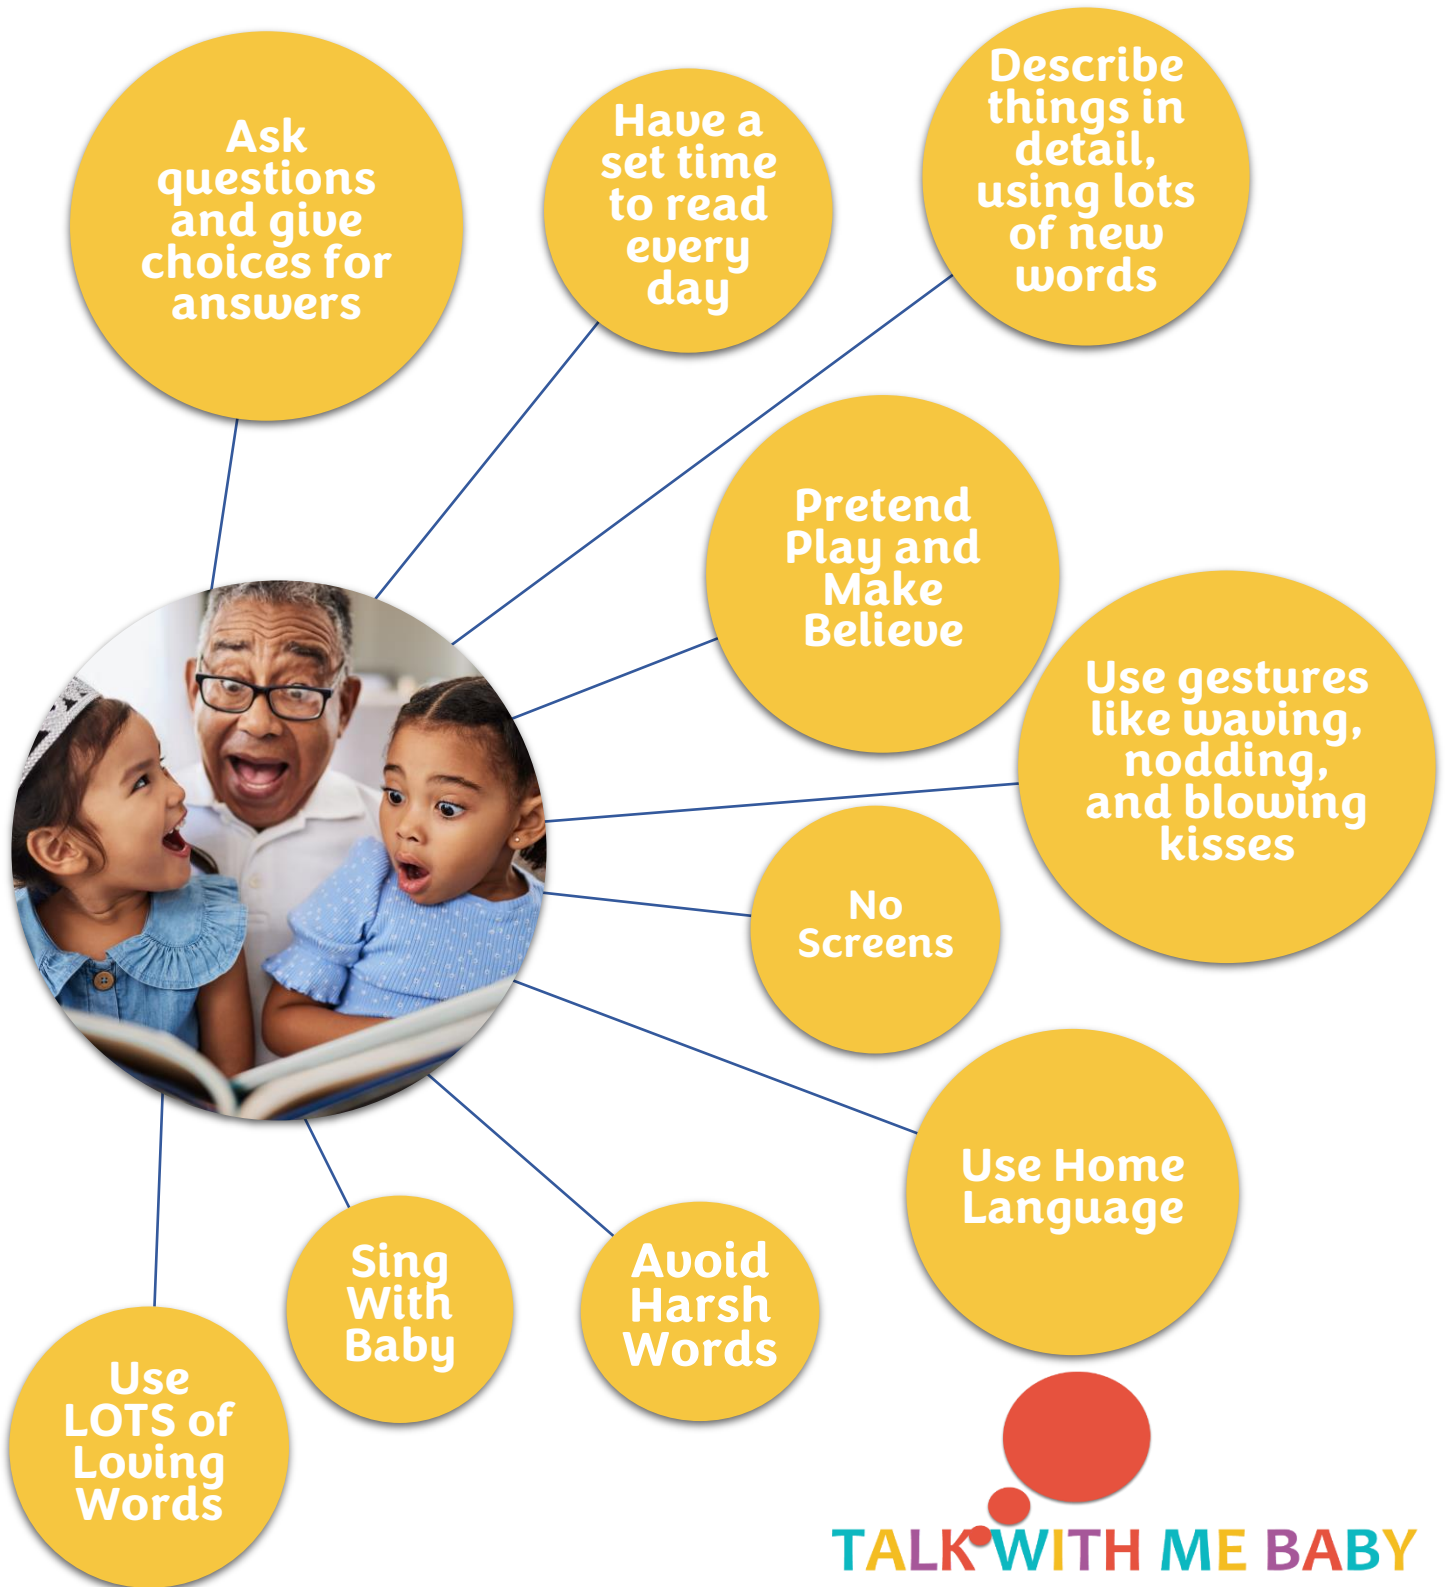 Ask
questions
and give
choices for
answers
Have a
set time
to read
every
day
Describe
things in
detail,
using lots
of new
words
Pretend
Play and
Make
Believe
Use gestures
like waving,
nodding,
and blowing
kisses
No
Screens
Use Home
Language
Avoid
Harsh
Words
Sing
With
Baby
Use
LOTS of
Loving
Words
TALK WITH ME BABY